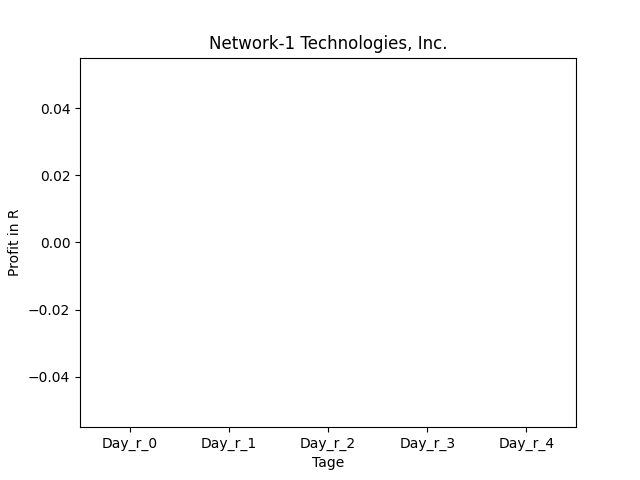 Network-1 Technologies, Inc.
Profit in R
0.04
0.02
0.00
−0.02
−0.04
Day_r_0 Day_r_1 Day_r_2 Day_r_3 Day_r_4
Tage